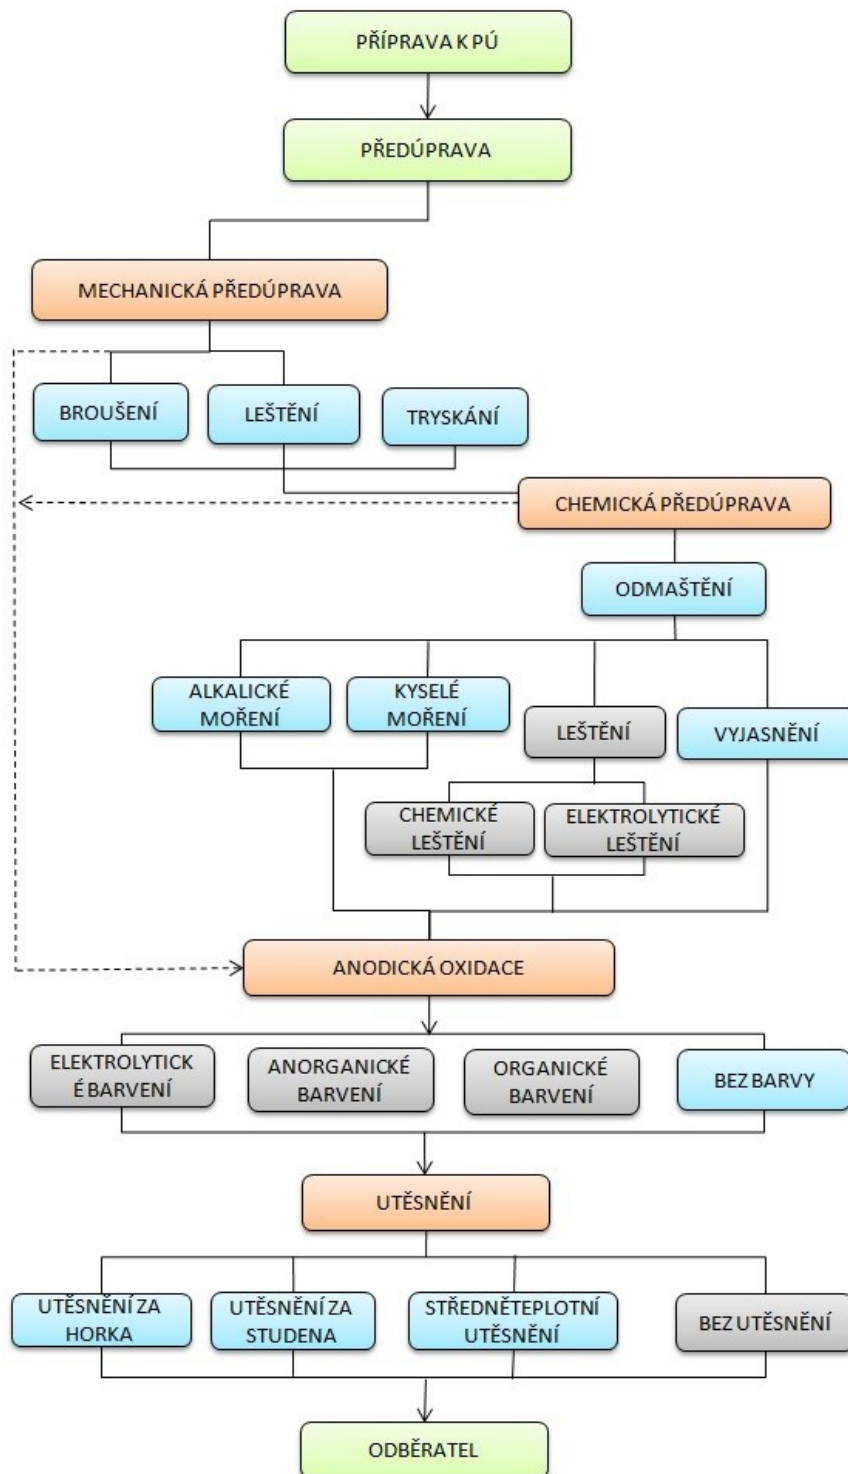 PŘÍPRAVA K PÚ
PŘEDÚPRAVA
MECHANICKÁ PŘEDÚPRAVA
BROUŠENÍ
LEŠTĚNÍ
TRYSKÁNÍ
CHEMICKÁ PŘEDÚPRAVA
ODMAŠTĚNÍ
ALKALICKÉ
MOŘENÍ
KYSELÉ
MOŘENÍ
LEŠTĚNÍ
VYJASNĚNÍ
CHEMICKÉ
LEŠTĚNÍ
ELEKTROLYTICKÉ
LEŠTĚNÍ
ANODICKÁ OXIDACE
ELEKTROLYTICK
É BARVENÍ
ANORGANICKÉ
BARVENÍ
ORGANICKÉ
BARVENÍ
BEZ BARVY
UTĚSNĚNÍ
UTĚSNĚNÍ ZA
HORKA
UTĚSNĚNÍ ZA
STUDENA
STŘEDNĚTEPLOTNÍ
UTĚSNĚNÍ
BEZ UTĚSNĚNÍ
ODBĚRATEL